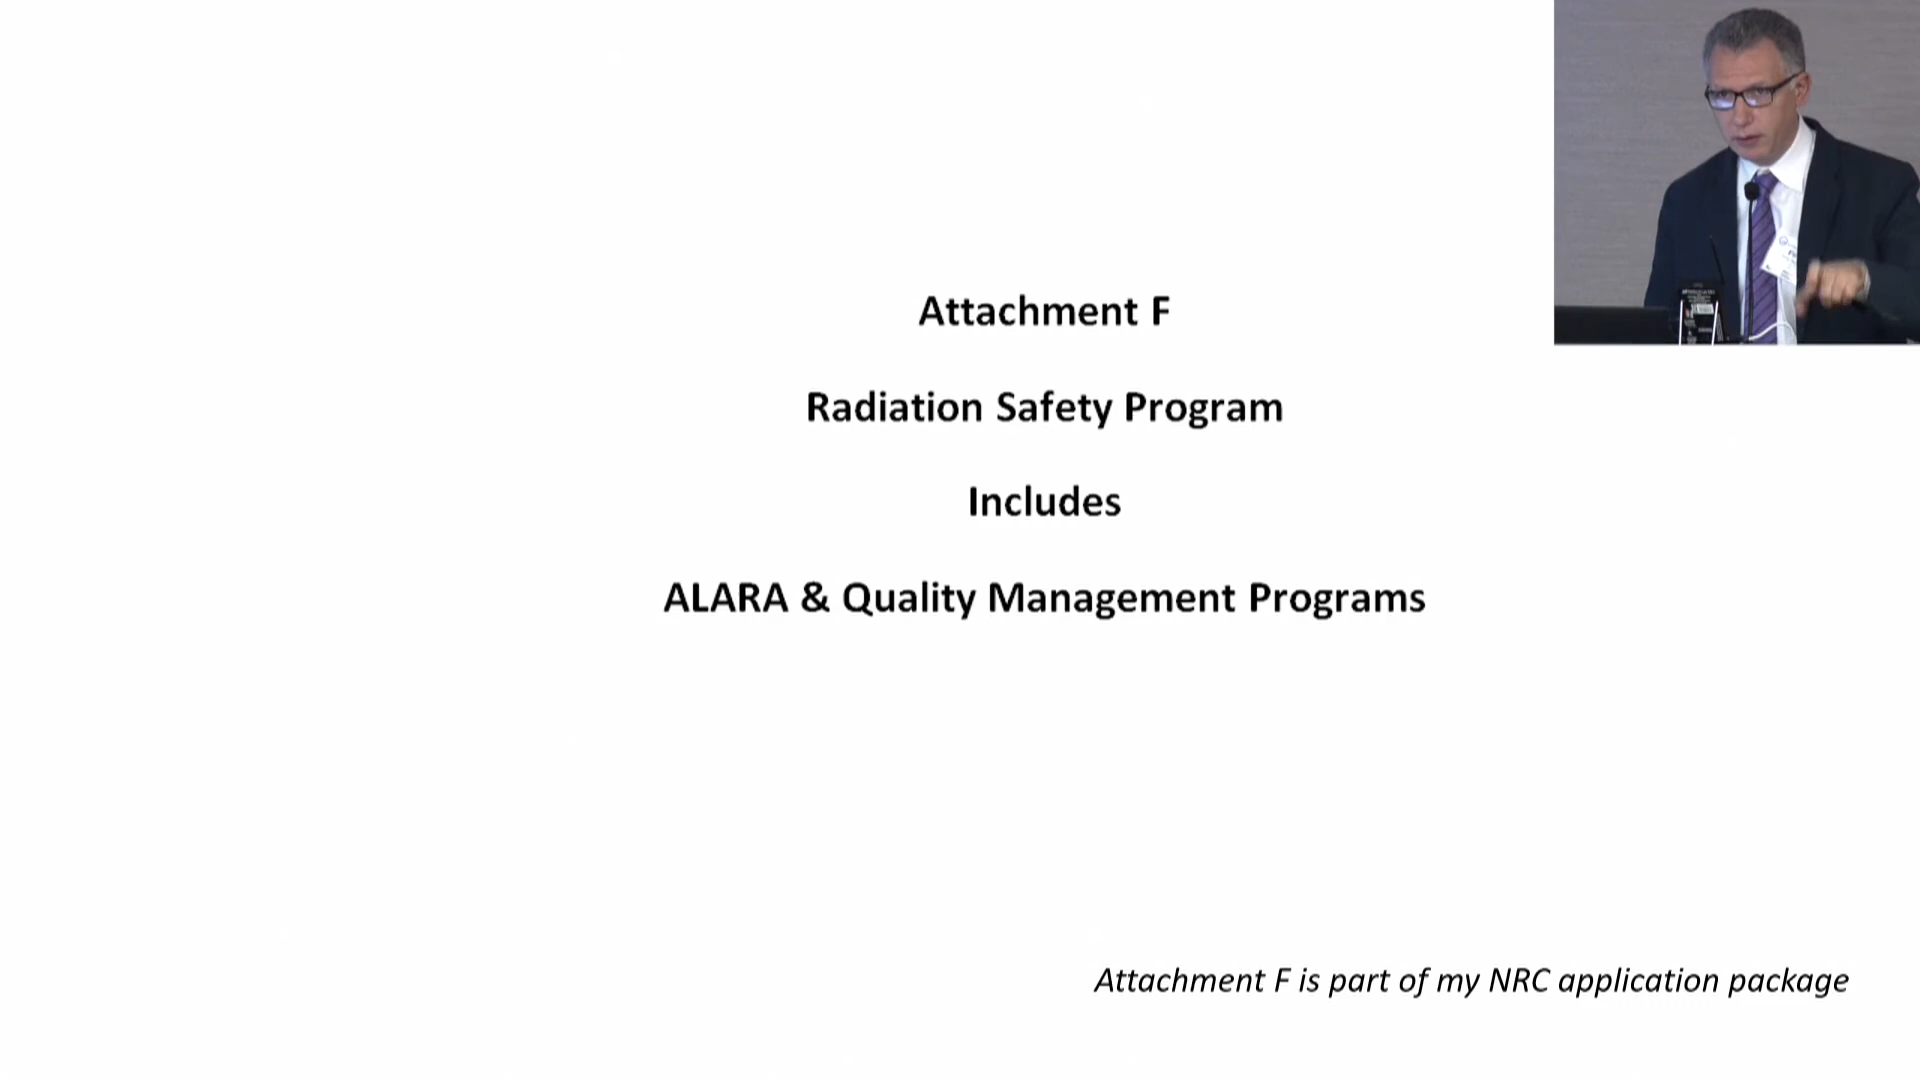 Attachment F
Radiation Safety Program
Includes
ALARA & Quality Management Programs
Attachment F is part of my NRC application package